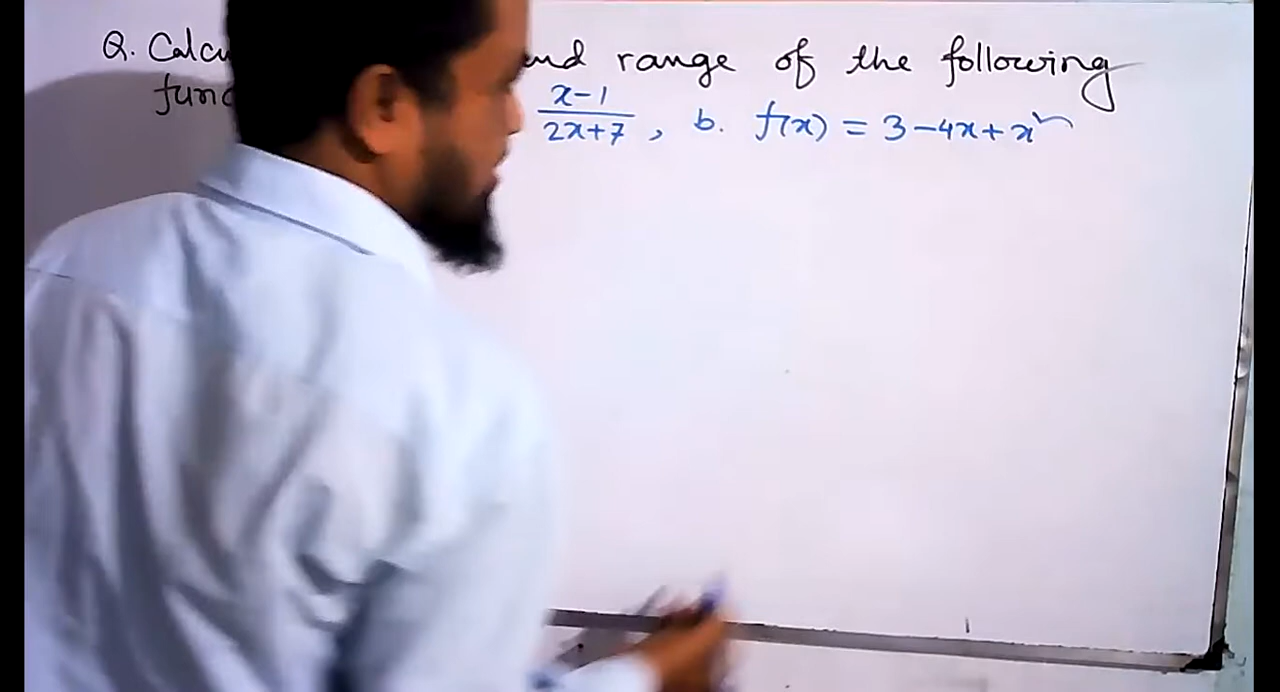 Q. Calcu nd range of the following
func x-1/2x+7 , b. f(x) = 3-4x+x²